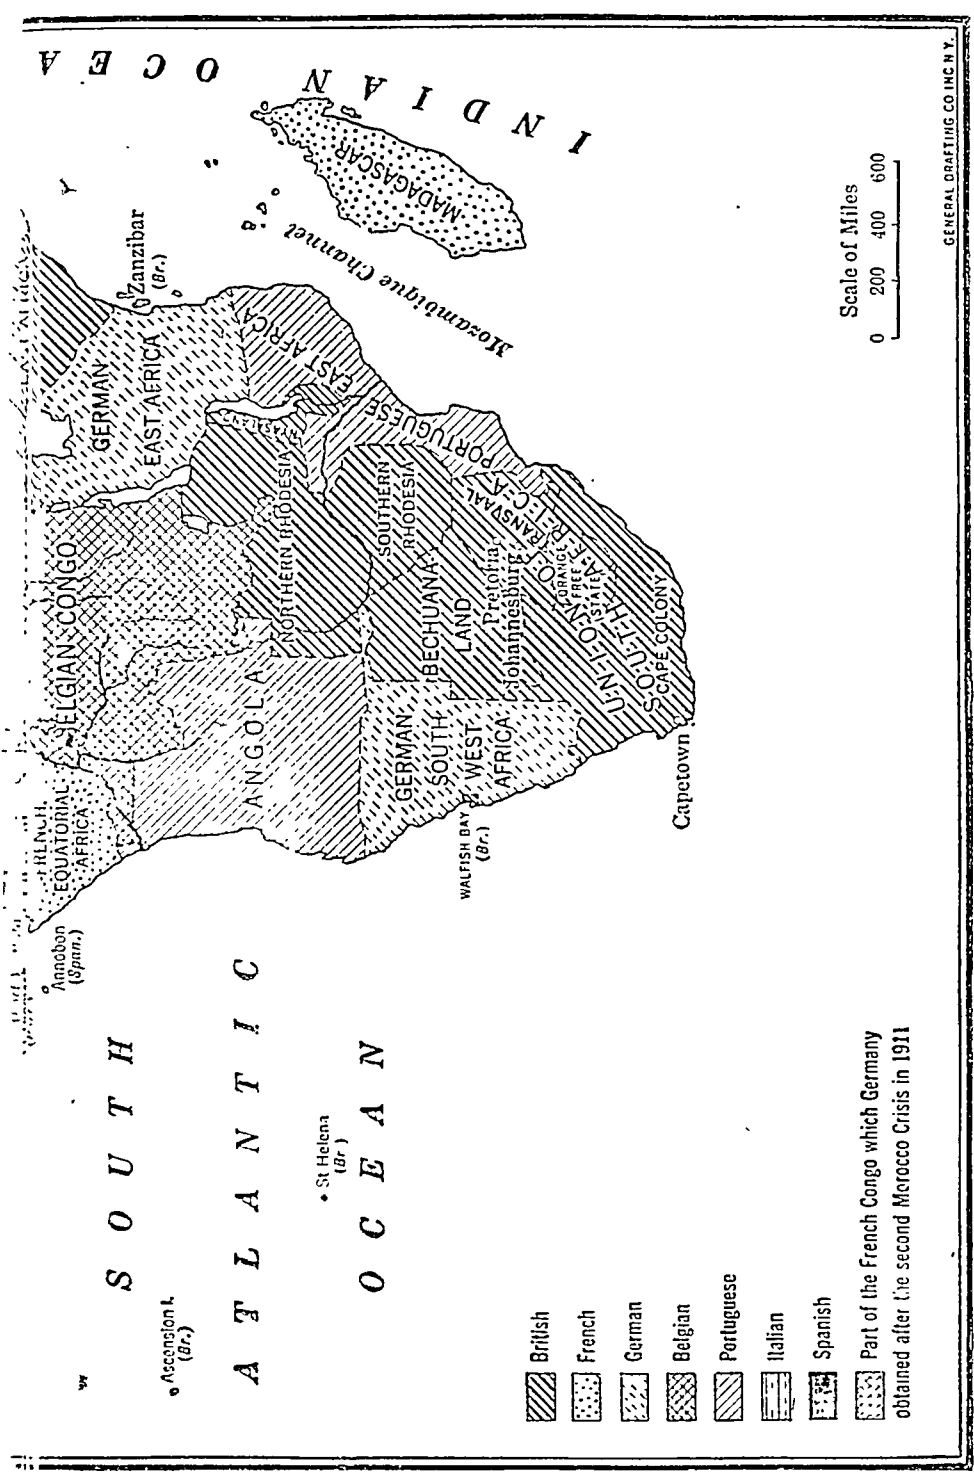 INDIAN OCEA
Zanzibar
(Br.)
MADAGASCAR
Mozambique Channel
GERMAN
EAST AFRICA
PORTUGUESE EAST AFRICA
NYASALAND
ELGIAN CONGO
NORTHERN RHODESIA
SOUTHERN
RHODESIA
ANGOLA
BECHUANA
LAND
TRANSVAAL
Pretoria
Johannesburg
ORANGE
FREE
STATE
UNION O
SOUTH AFRICA
CAPE COLONY
Capetown
GERMAN
SOUTH
WEST
AFRICA
WALFISH BAY
(Br.)
EQUATORIAL
AFRICA
Annobon
(Span.)
SOUTH
ATLANTIC
OCEAN
Ascension I.
(Br.)
St Helena
(Br)
British
French
German
Belgian
Portuguese
Italian
Spanish
Part of the French Congo which Germany
obtained after the second Morocco Crisis in 1911
Scale of Miles
0 200 400 600
GENERAL DRAFTING CO INC N.Y.